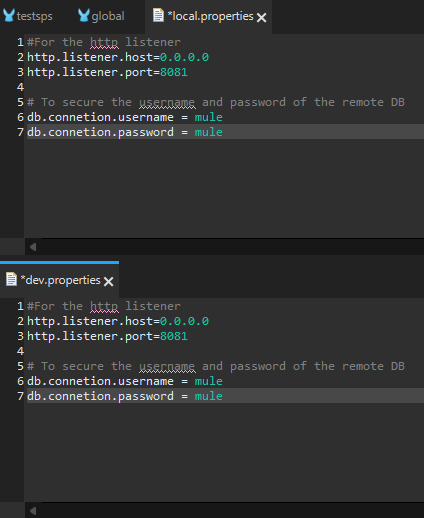 testsps global *local.properties
1 #For the http listener
2 http.listener.host=0.0.0.0
3 http.listener.port=8081
4
5 # To secure the username and password of the remote DB
6 db.connetion.username = mule
7 db.connetion.password = mule
*dev.properties
1 #For the http listener
2 http.listener.host=0.0.0.0
3 http.listener.port=8081
4
5 # To secure the username and password of the remote DB
6 db.connetion.username = mule
7 db.connetion.password = mule